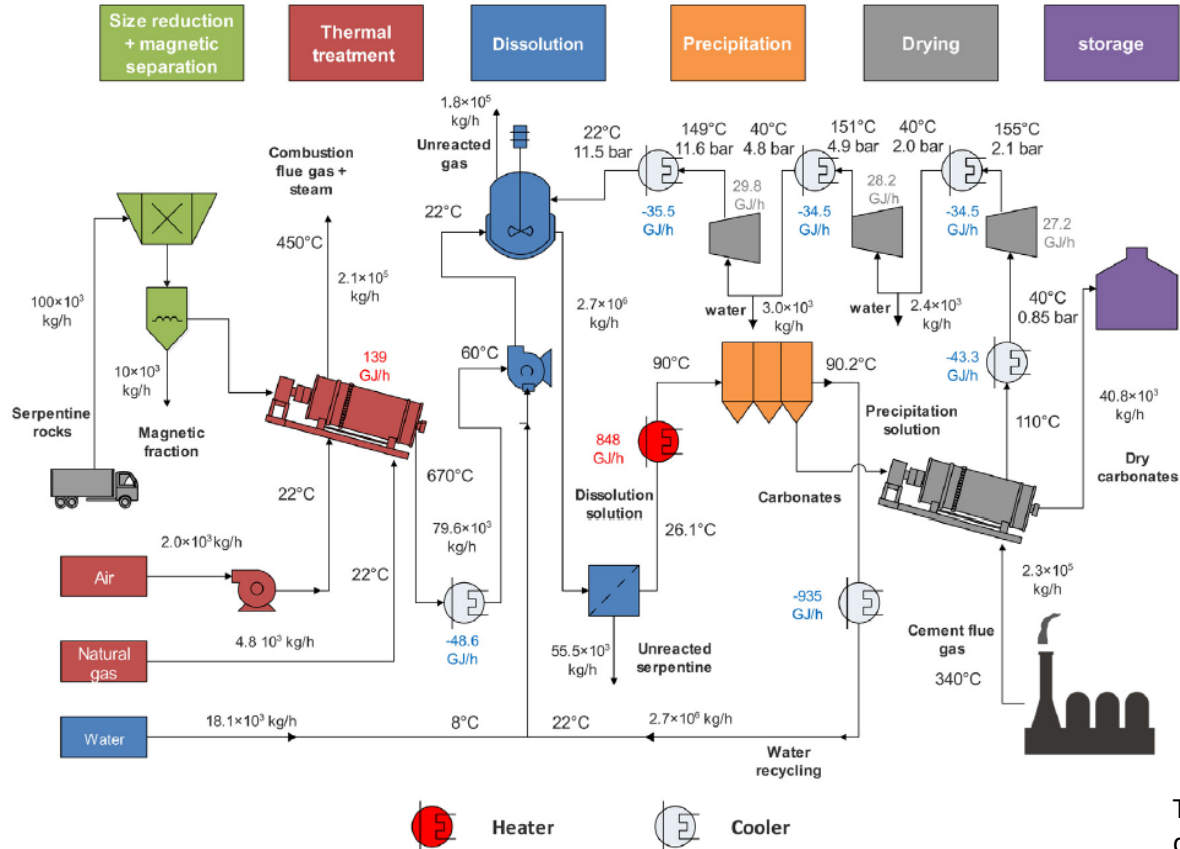 Size reduction
+ magnetic
separation
Thermal
treatment
Dissolution
Precipitation
Drying
storage
1.8×10⁵
kg/h
Unreacted
gas
22°C
11.5 bar
149°C
11.6 bar
40°C
4.8 bar
151°C
4.9 bar
40°C
2.0 bar
155°C
2.1 bar
Combustion
flue gas +
steam
29.8
GJ/h
28.2
GJ/h
27.2
GJ/h
-35.5
GJ/h
-34.5
GJ/h
-34.5
GJ/h
22°C
450°C
2.1×10⁵
kg/h
100×10³
kg/h
2.7×10⁶
kg/h
water
3.0×10³
kg/h
water
2.4×10³
kg/h
40°C
0.85 bar
10×10³
kg/h
139
GJ/h
60°C
90°C
90.2°C
-43.3
GJ/h
40.8×10³
kg/h
Serpentine
rocks
Magnetic
fraction
848
GJ/h
Precipitation
solution
110°C
Dry
carbonates
670°C
22°C
Dissolution
solution
Carbonates
79.6×10³
kg/h
26.1°C
2.0×10³kg/h
Air
22°C
2.3×10⁵
kg/h
-935
GJ/h
4.8 10³ kg/h
Natural
gas
-48.6
GJ/h
55.5×10³
kg/h
Unreacted
serpentine
Cement flue
gas
340°C
Water
18.1×10³ kg/h
8°C
22°C
2.7×10⁶ kg/h
Water
recycling
Heater
Cooler
T